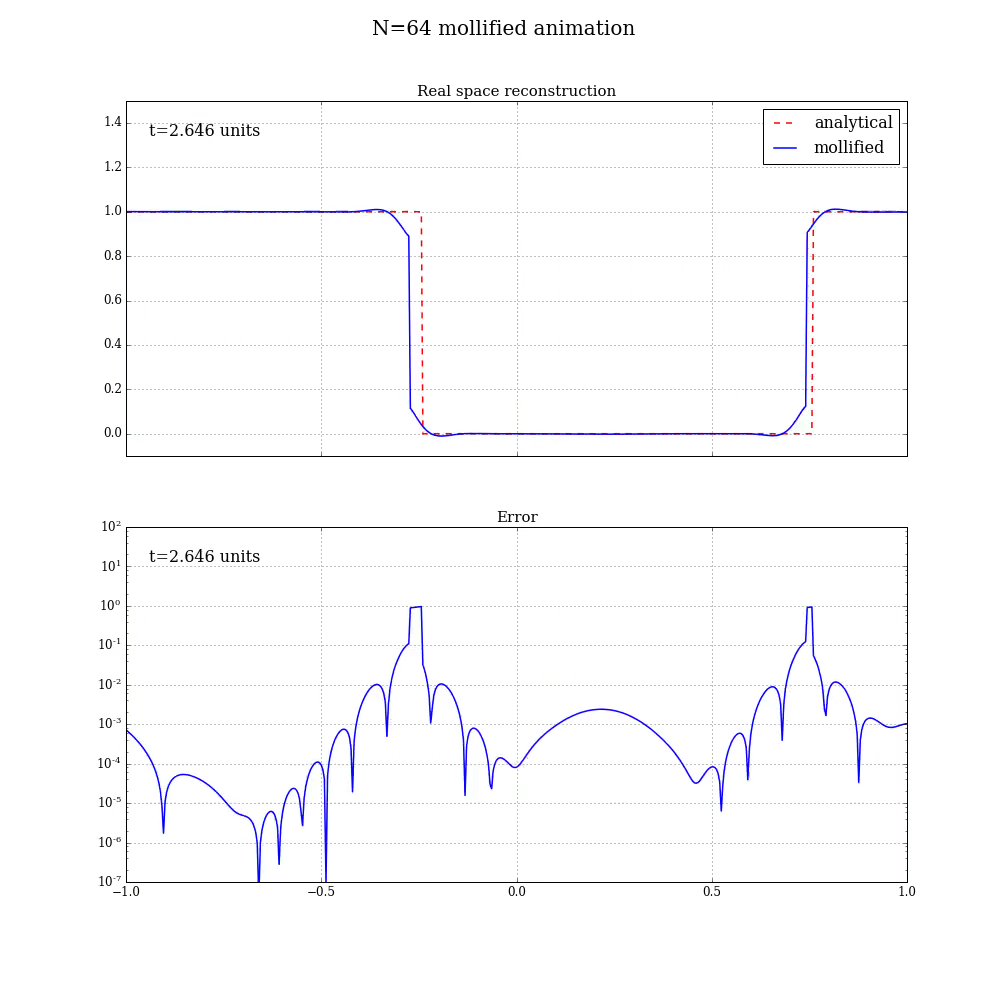 N=64 mollified animation
Real space reconstruction
t=2.646 units
analytical
mollified
1.4
1.2
1.0
0.8
0.6
0.4
0.2
0.0
Error
t=2.646 units
10²
10¹
10⁰
10⁻¹
10⁻²
10⁻³
10⁻⁴
10⁻⁵
10⁻⁶
10⁻⁷
−1.0 −0.5 0.0 0.5 1.0